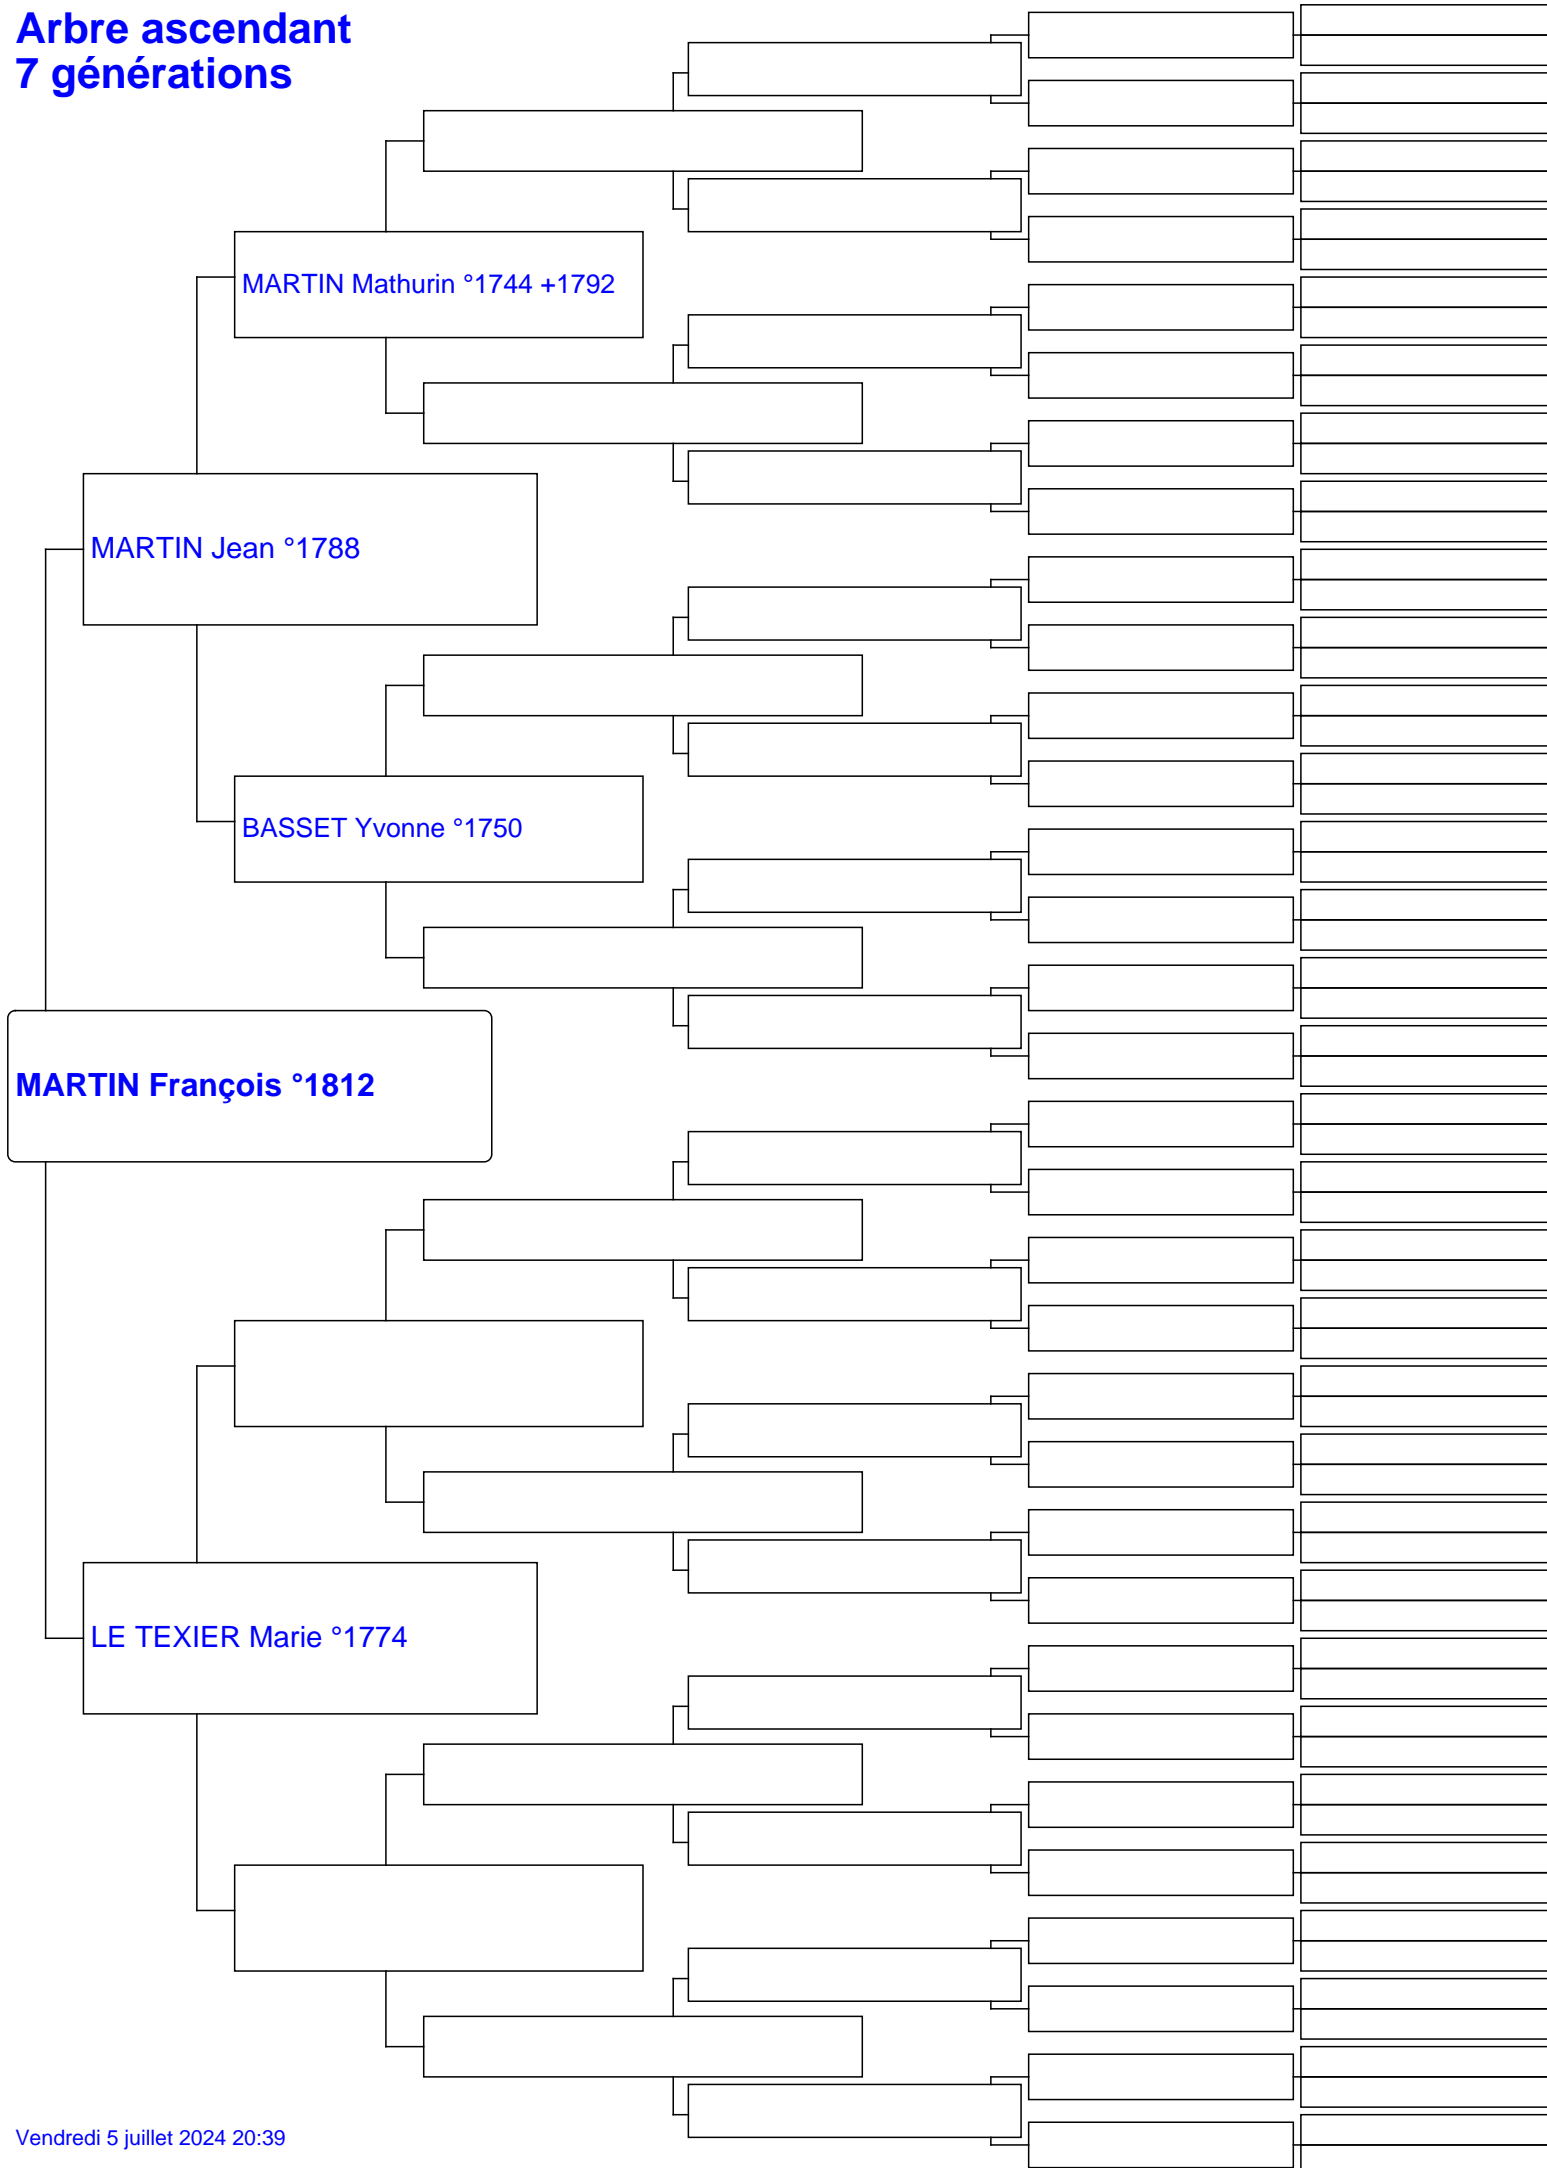 Arbre ascendant
7 générations
MARTIN Mathurin °1744 +1792
MARTIN Jean °1788
BASSET Yvonne °1750
MARTIN François °1812
LE TEXIER Marie °1774
Vendredi 5 juillet 2024 20:39